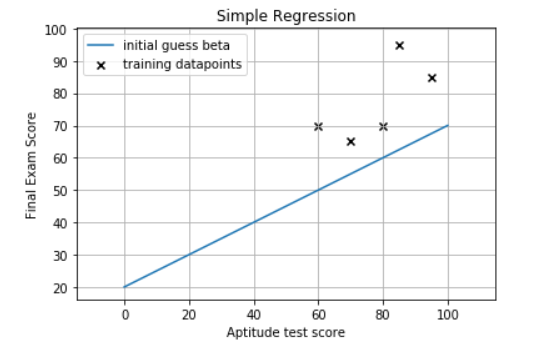 Simple Regression
initial guess beta
training datapoints
Final Exam Score
100
90
80
70
60
50
40
30
20
0 20 40 60 80 100
Aptitude test score